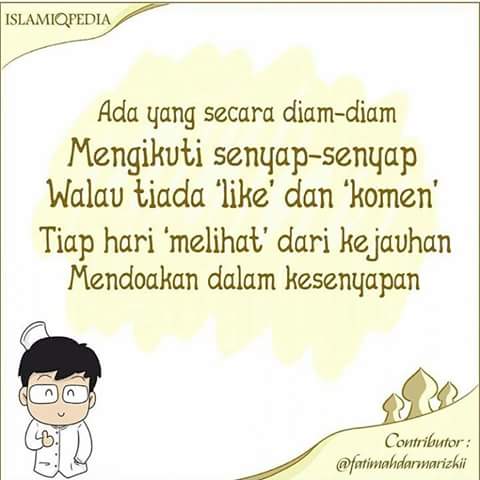 ISLAMIQPEDIA
Ada yang secara diam-diam
Mengikuti senyap-senyap
Walau tiada 'like' dan 'komen'
Tiap hari 'melihat' dari kejauhan
Mendoakan dalam kesenyapan
Contributor :
@fatimahdarmarizkii